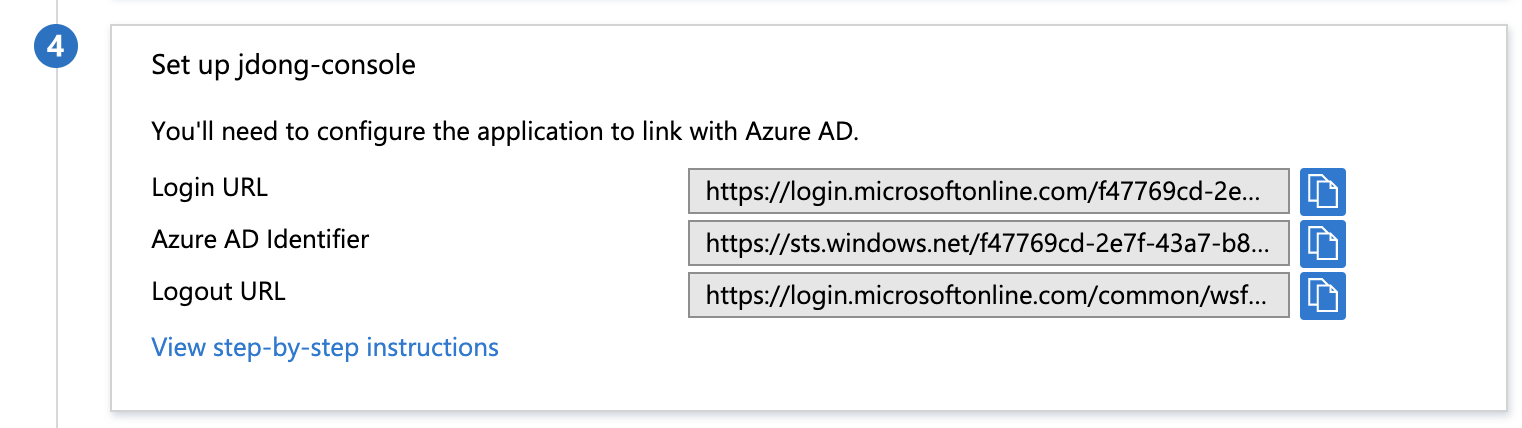 4
Set up jdong-console
You'll need to configure the application to link with Azure AD.
Login URL
https://login.microsoftonline.com/f47769cd-2e...
Azure AD Identifier
https://sts.windows.net/f47769cd-2e7f-43a7-b8...
Logout URL
https://login.microsoftonline.com/common/wsf...
View step-by-step instructions